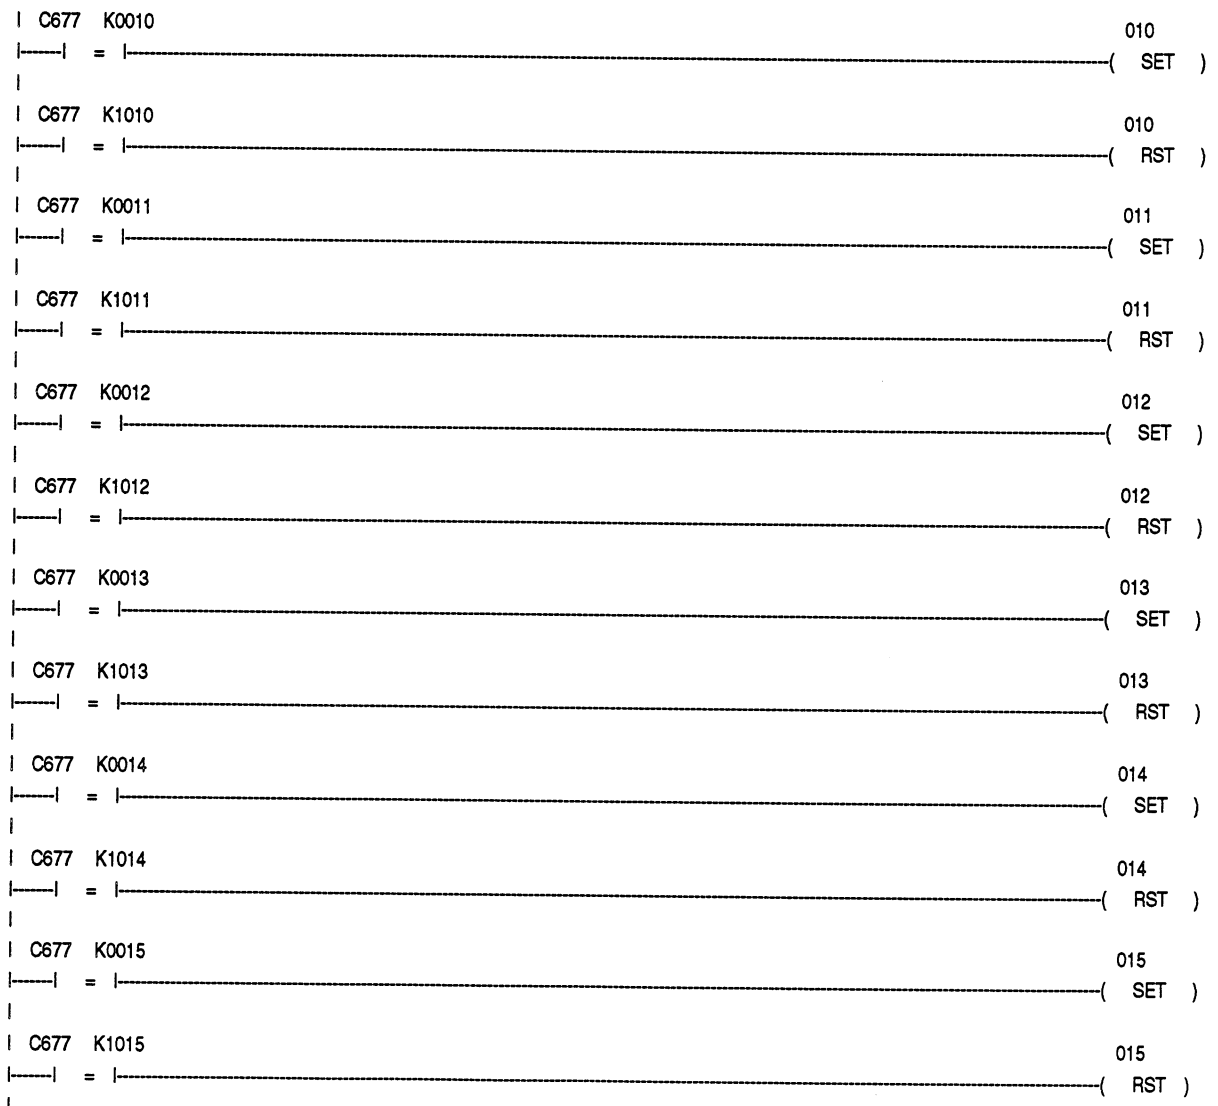 C677 K0010
010
= ( SET )
C677 K1010
010
= ( RST )
C677 K0011
011
= ( SET )
C677 K1011
011
= ( RST )
C677 K0012
012
= ( SET )
C677 K1012
012
= ( RST )
C677 K0013
013
= ( SET )
C677 K1013
013
= ( RST )
C677 K0014
014
= ( SET )
C677 K1014
014
= ( RST )
C677 K0015
015
= ( SET )
C677 K1015
015
= ( RST )